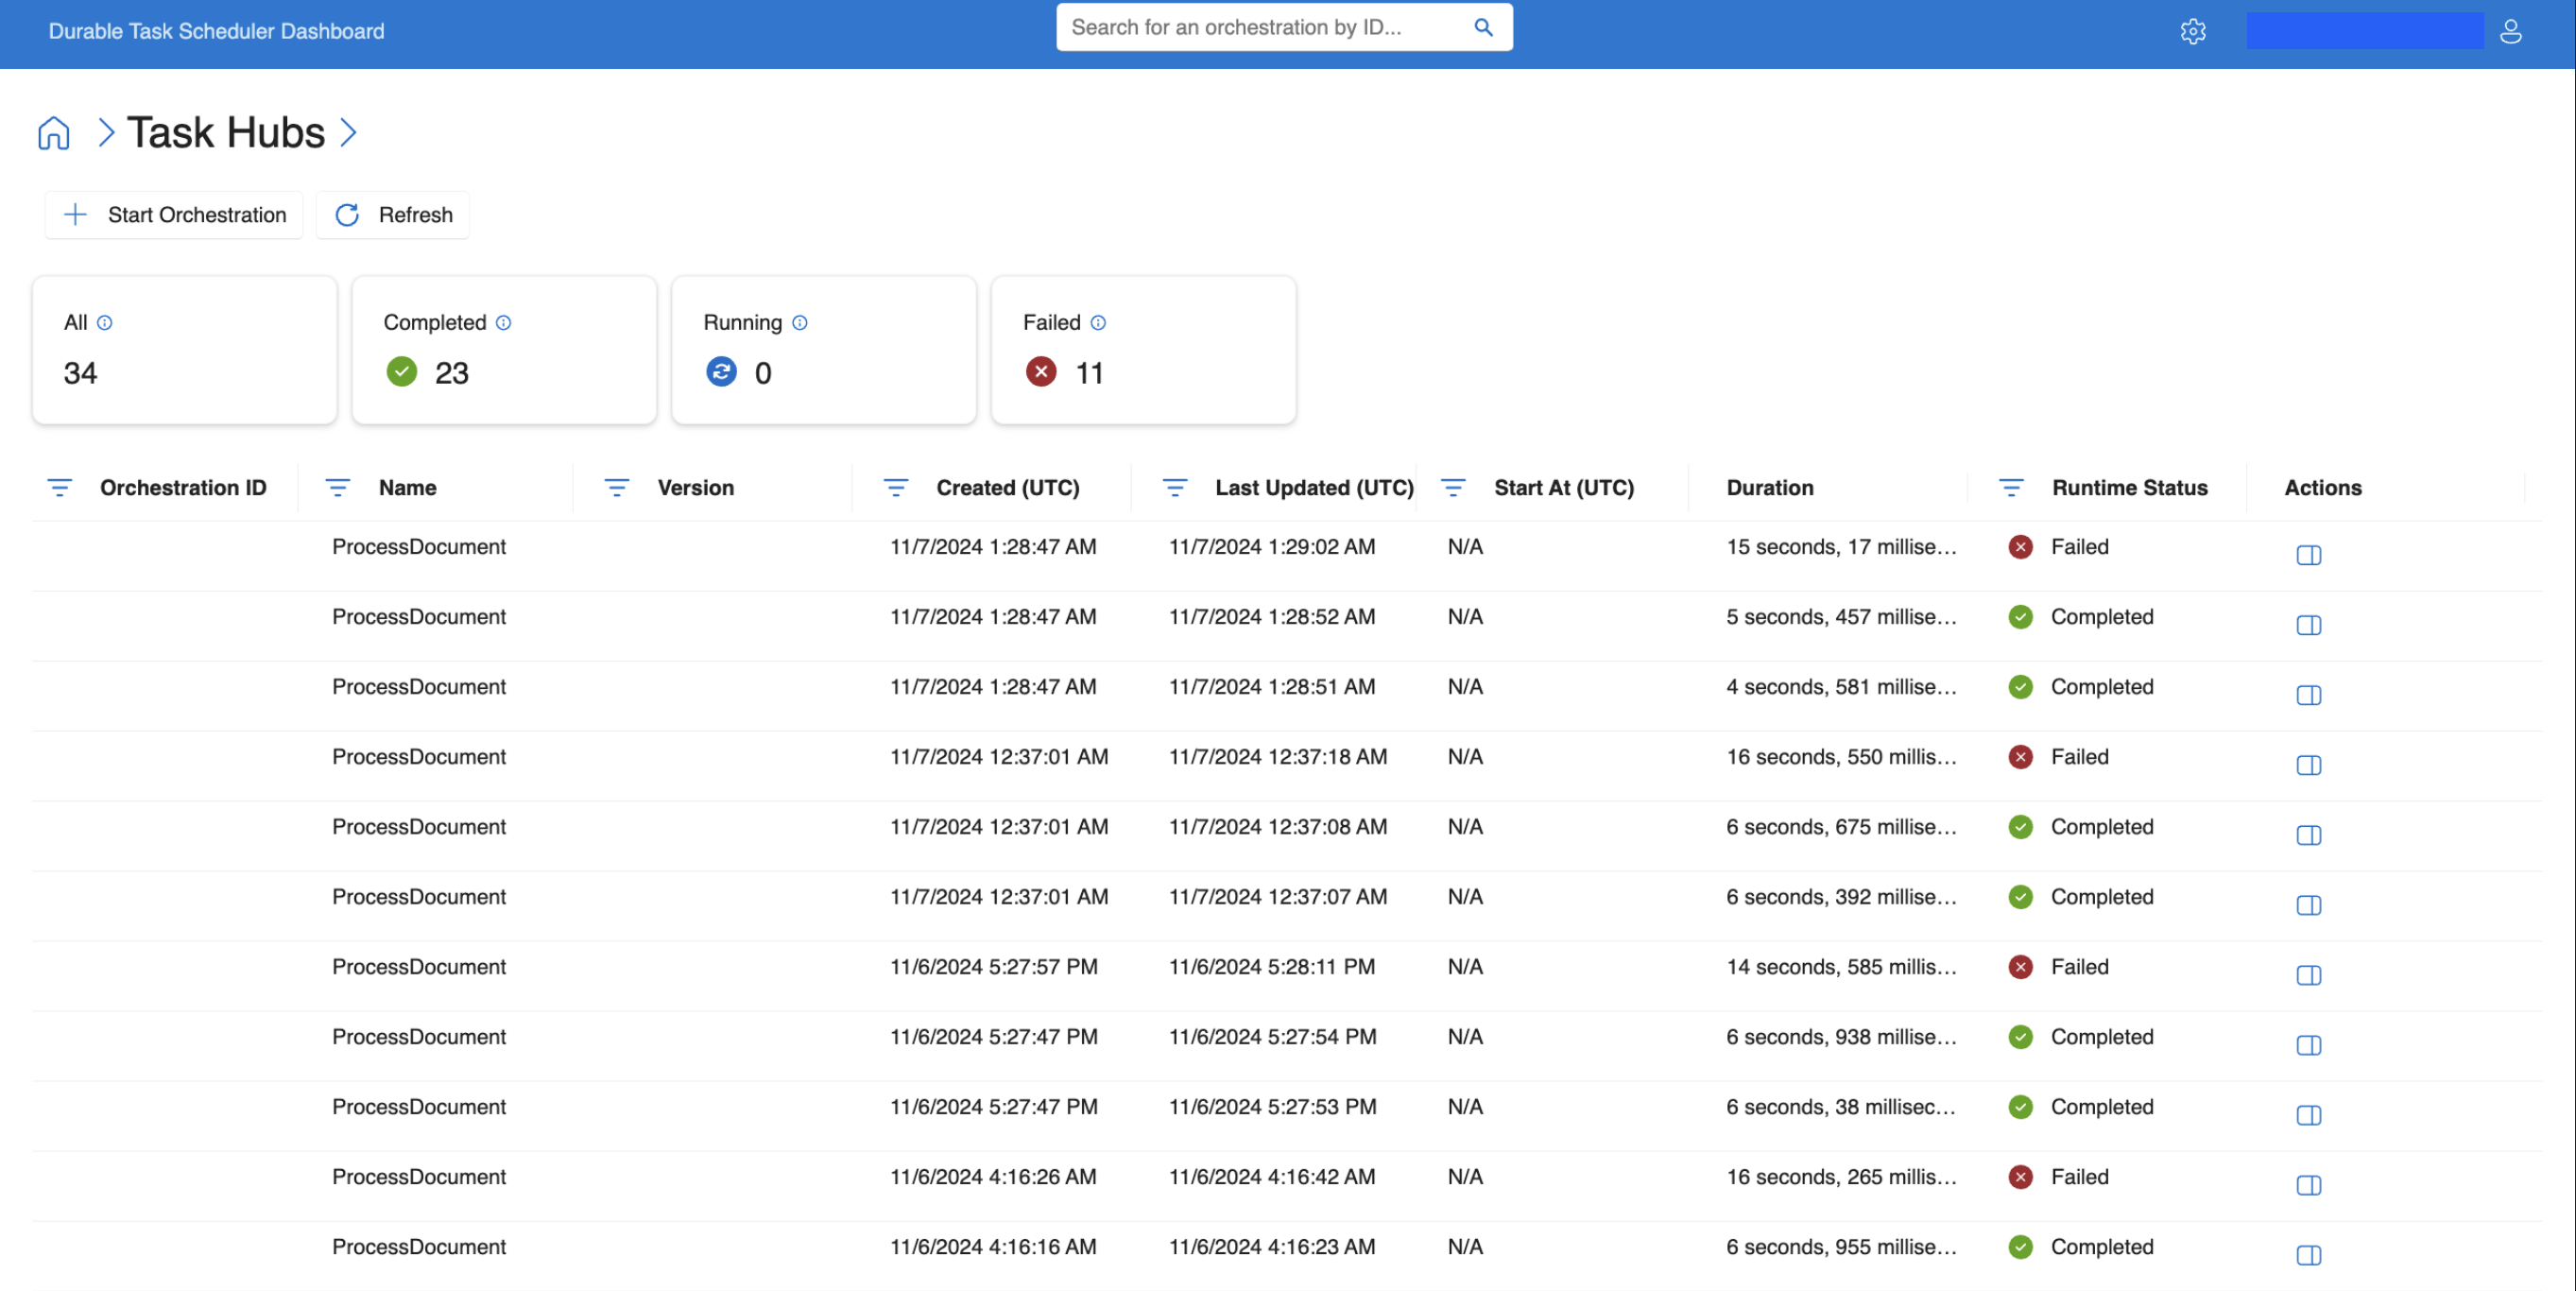 Durable Task Scheduler Dashboard
Search for an orchestration by ID...
Task Hubs
Start Orchestration Refresh
All Completed Running Failed
34 23 0 11
Orchestration ID Name Version Created (UTC) Last Updated (UTC) Start At (UTC) Duration Runtime Status Actions
ProcessDocument 11/7/2024 1:28:47 AM 11/7/2024 1:29:02 AM N/A 15 seconds, 17 millise... Failed
ProcessDocument 11/7/2024 1:28:47 AM 11/7/2024 1:28:52 AM N/A 5 seconds, 457 millise... Completed
ProcessDocument 11/7/2024 1:28:47 AM 11/7/2024 1:28:51 AM N/A 4 seconds, 581 millise... Completed
ProcessDocument 11/7/2024 12:37:01 AM 11/7/2024 12:37:18 AM N/A 16 seconds, 550 millis... Failed
ProcessDocument 11/7/2024 12:37:01 AM 11/7/2024 12:37:08 AM N/A 6 seconds, 675 millise... Completed
ProcessDocument 11/7/2024 12:37:01 AM 11/7/2024 12:37:07 AM N/A 6 seconds, 392 millise... Completed
ProcessDocument 11/6/2024 5:27:57 PM 11/6/2024 5:28:11 PM N/A 14 seconds, 585 millis... Failed
ProcessDocument 11/6/2024 5:27:47 PM 11/6/2024 5:27:54 PM N/A 6 seconds, 938 millise... Completed
ProcessDocument 11/6/2024 5:27:47 PM 11/6/2024 5:27:53 PM N/A 6 seconds, 38 millisec... Completed
ProcessDocument 11/6/2024 4:16:26 AM 11/6/2024 4:16:42 AM N/A 16 seconds, 265 millis... Failed
ProcessDocument 11/6/2024 4:16:16 AM 11/6/2024 4:16:23 AM N/A 6 seconds, 955 millise... Completed